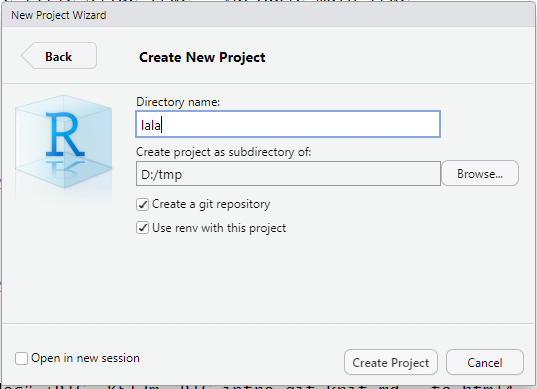 New Project Wizard
Back
Create New Project
R
Directory name:
lala
Create project as subdirectory of:
D:/tmp
Browse...
Create a git repository
Use renv with this project
Open in new session
Create Project
Cancel